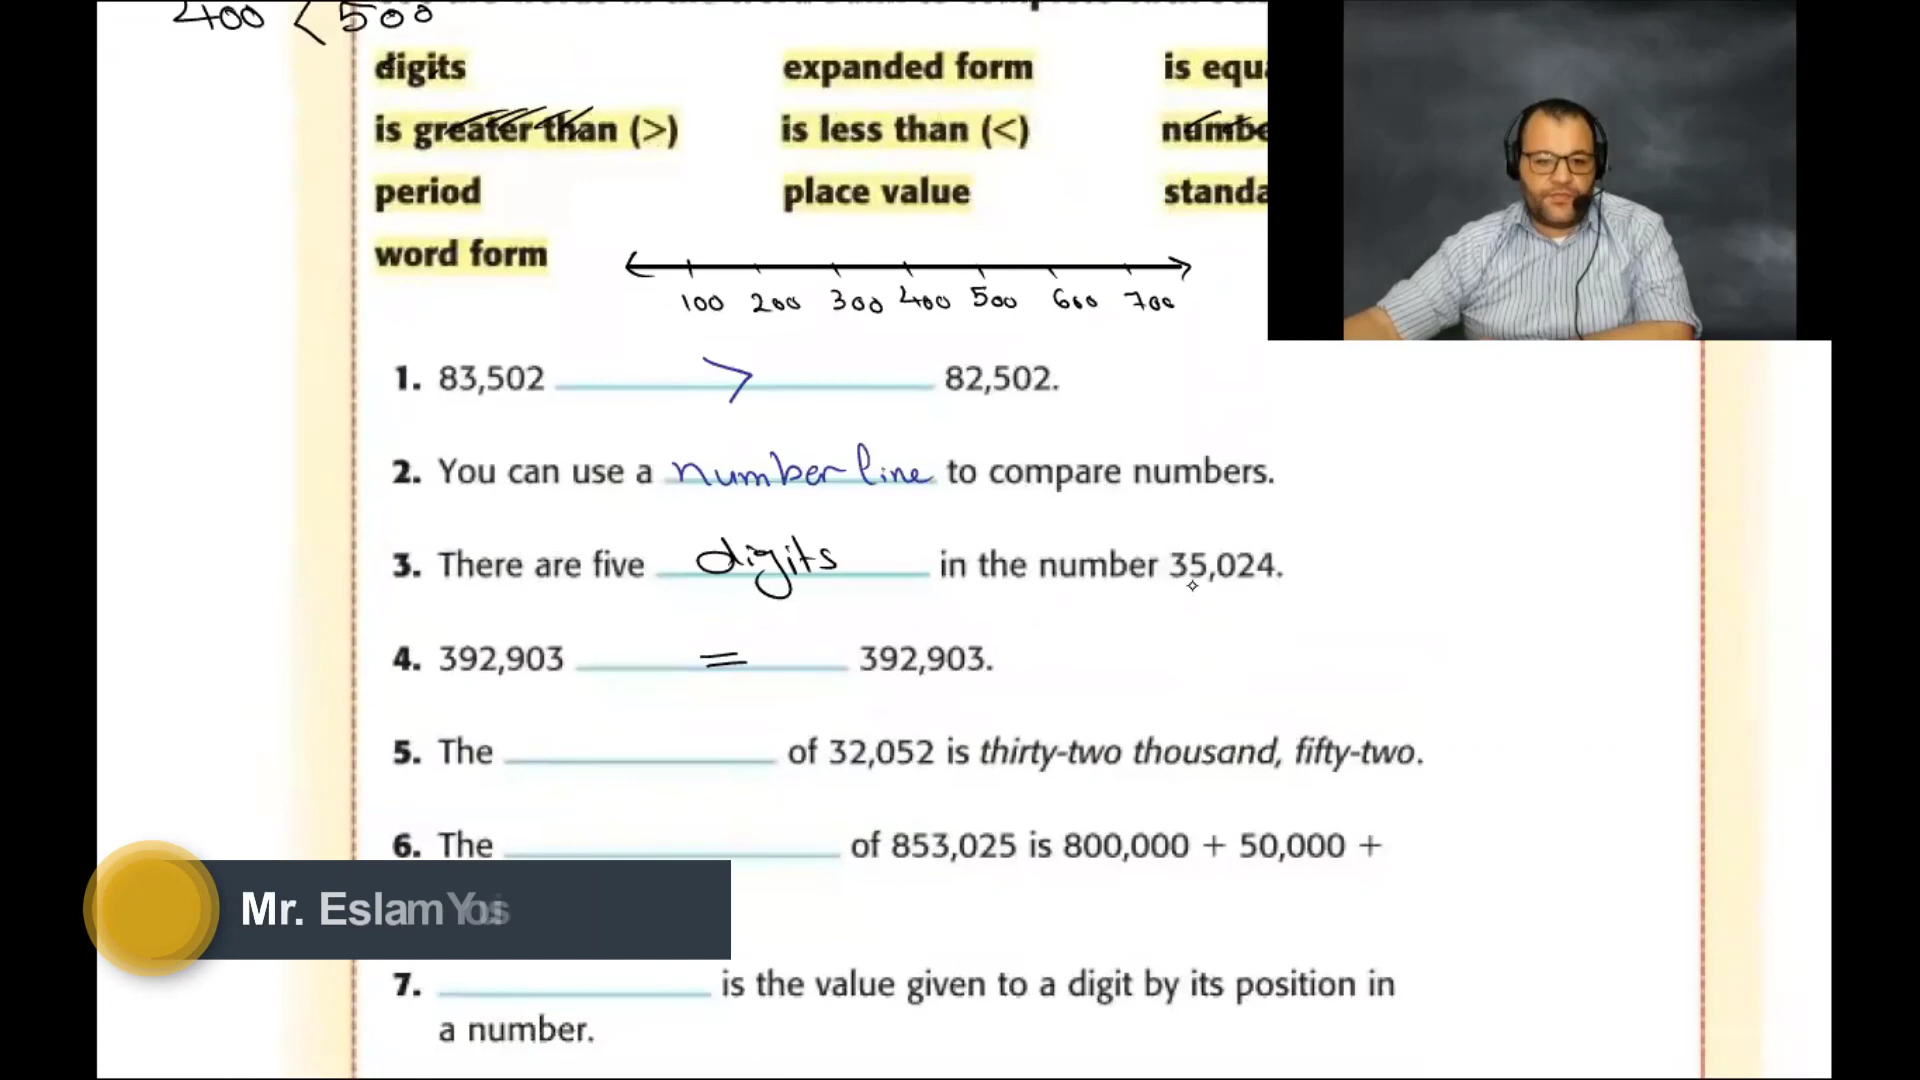 400 < 500
digits expanded form is equ
is greater than (>) is less than (<) numbe
period place value standa
word form
100 200 300 400 500 600 700
1. 83,502 > 82,502.
2. You can use a number line to compare numbers.
3. There are five digits in the number 35,024.
4. 392,903 = 392,903.
5. The of 32,052 is thirty-two thousand, fifty-two.
6. The of 853,025 is 800,000 + 50,000 +
Mr. Eslam
7. is the value given to a digit by its position in
a number.